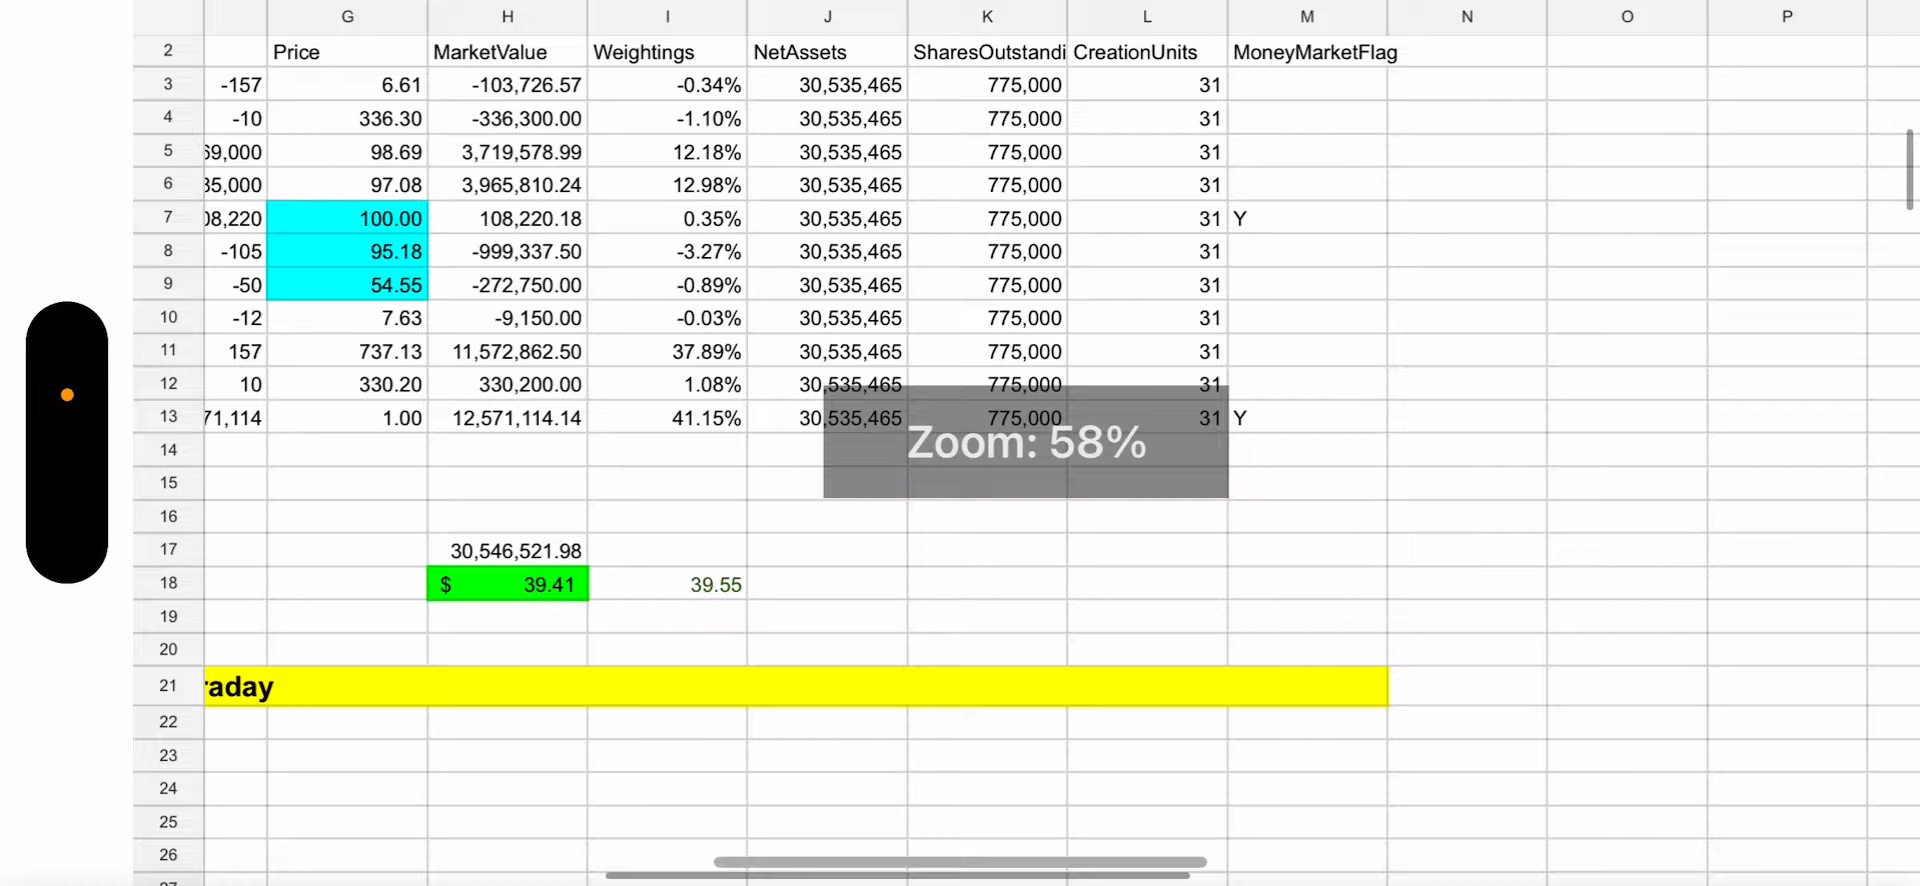 G H I J K L M N O P
2 Price MarketValue Weightings NetAssets SharesOutstandi CreationUnits MoneyMarketFlag
3 -157 6.61 -103,726.57 -0.34% 30,535,465 775,000 31
4 -10 336.30 -336,300.00 -1.10% 30,535,465 775,000 31
5 69,000 98.69 3,719,578.99 12.18% 30,535,465 775,000 31
6 35,000 97.08 3,965,810.24 12.98% 30,535,465 775,000 31
7 08,220 100.00 108,220.18 0.35% 30,535,465 775,000 31 Y
8 -105 95.18 -999,337.50 -3.27% 30,535,465 775,000 31
9 -50 54.55 -272,750.00 -0.89% 30,535,465 775,000 31
10 -12 7.63 -9,150.00 -0.03% 30,535,465 775,000 31
11 157 737.13 11,572,862.50 37.89% 30,535,465 775,000 31
12 10 330.20 330,200.00 1.08% 30,535,465 775,000 31
13 71,114 1.00 12,571,114.14 41.15% 30,535,465 775,000 31 Y
Zoom: 58%
14
15
16
17 30,546,521.98
18 $ 39.41 39.55
19
20
21 raday
22
23
24
25
26